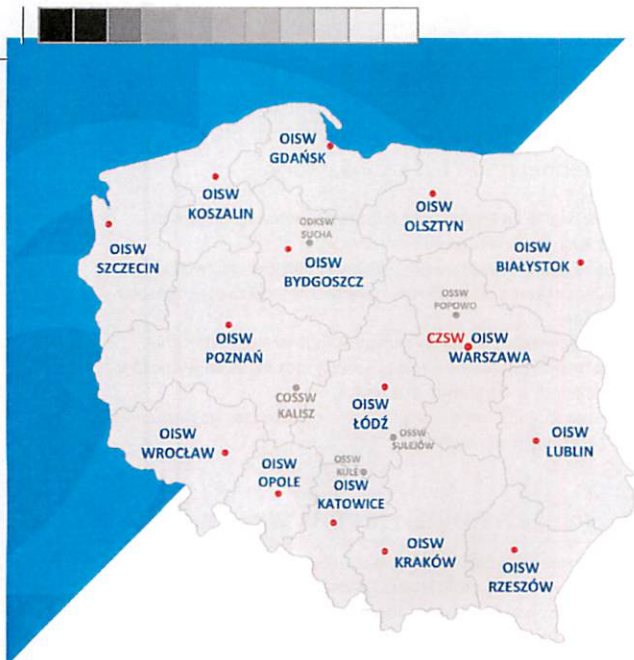 OISW
GDAŃSK
OISW
KOSZALIN
OISW
OLSZTYN
ODKSW
SUCHA
OISW
SZCZECIN
OISW
BYDGOSZCZ
OISW
BIAŁYSTOK
OSSW
POPOWO
OISW
POZNAŃ
CZSW OISW
WARSZAWA
COSSW
KALISZ
OISW
ŁÓDŹ
OISW
WROCŁAW
OSSW
SULEJÓW
OISW
LUBLIN
OISW
OPOLE
OSSW
KULE
OISW
KATOWICE
OISW
KRAKÓW
OISW
RZESZÓW